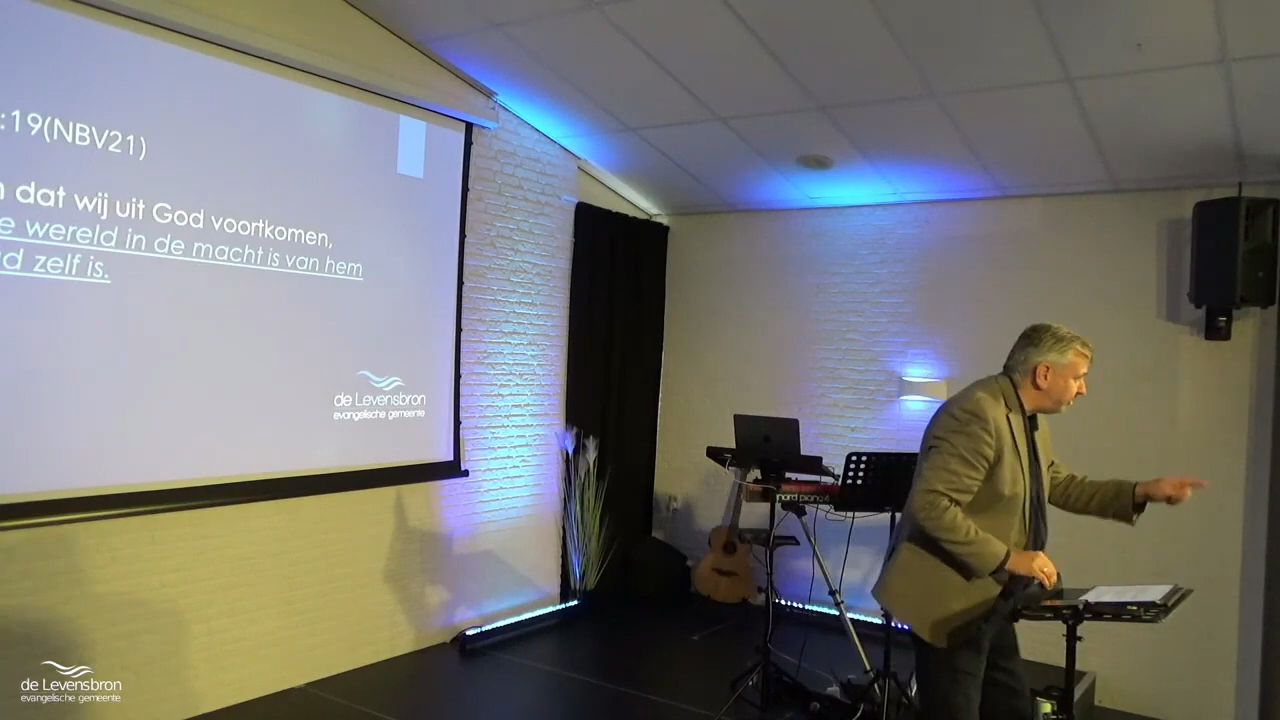 :19(NBV21)
dat wij uit God voortkomen,
wereld in de macht is van hem
zelf is.
de Levensbron
evangelische gemeente
nord piano 4
de Levensbron
evangelische gemeente